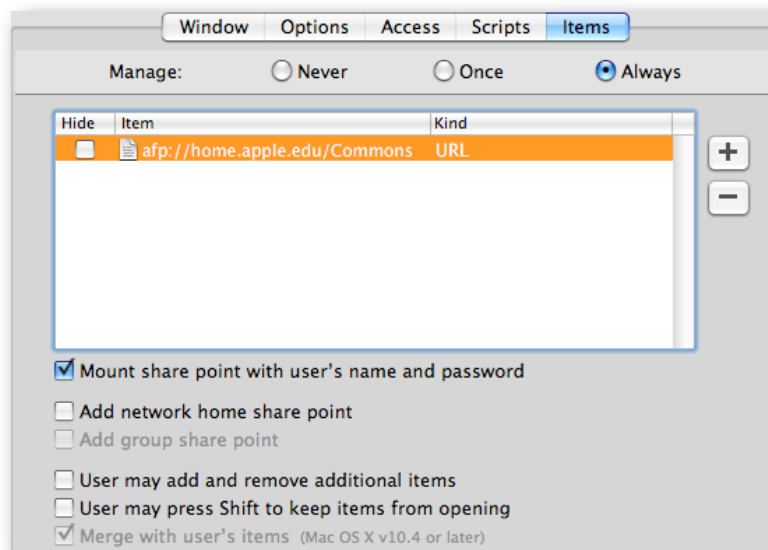 Window Options Access Scripts Items
Manage: Never Once Always
Hide Item Kind
afp://home.apple.edu/Commons URL
+
−
Mount share point with user's name and password
Add network home share point
Add group share point
User may add and remove additional items
User may press Shift to keep items from opening
Merge with user's items (Mac OS X v10.4 or later)